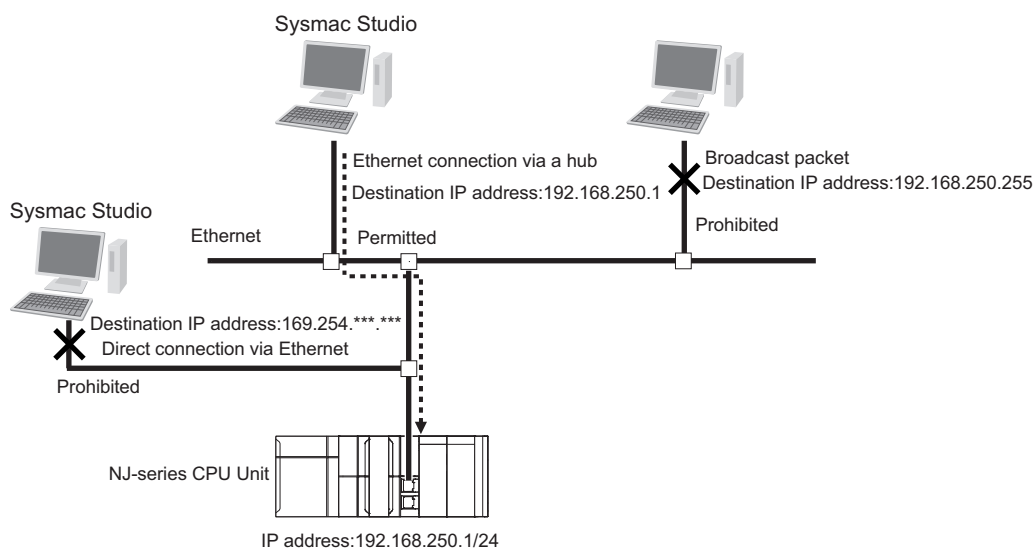 Sysmac Studio
Ethernet connection via a hub
Destination IP address:192.168.250.1
Broadcast packet
Destination IP address:192.168.250.255
Sysmac Studio
Ethernet
Permitted
Prohibited
Destination IP address:169.254.***.***
Direct connection via Ethernet
Prohibited
NJ-series CPU Unit
IP address:192.168.250.1/24